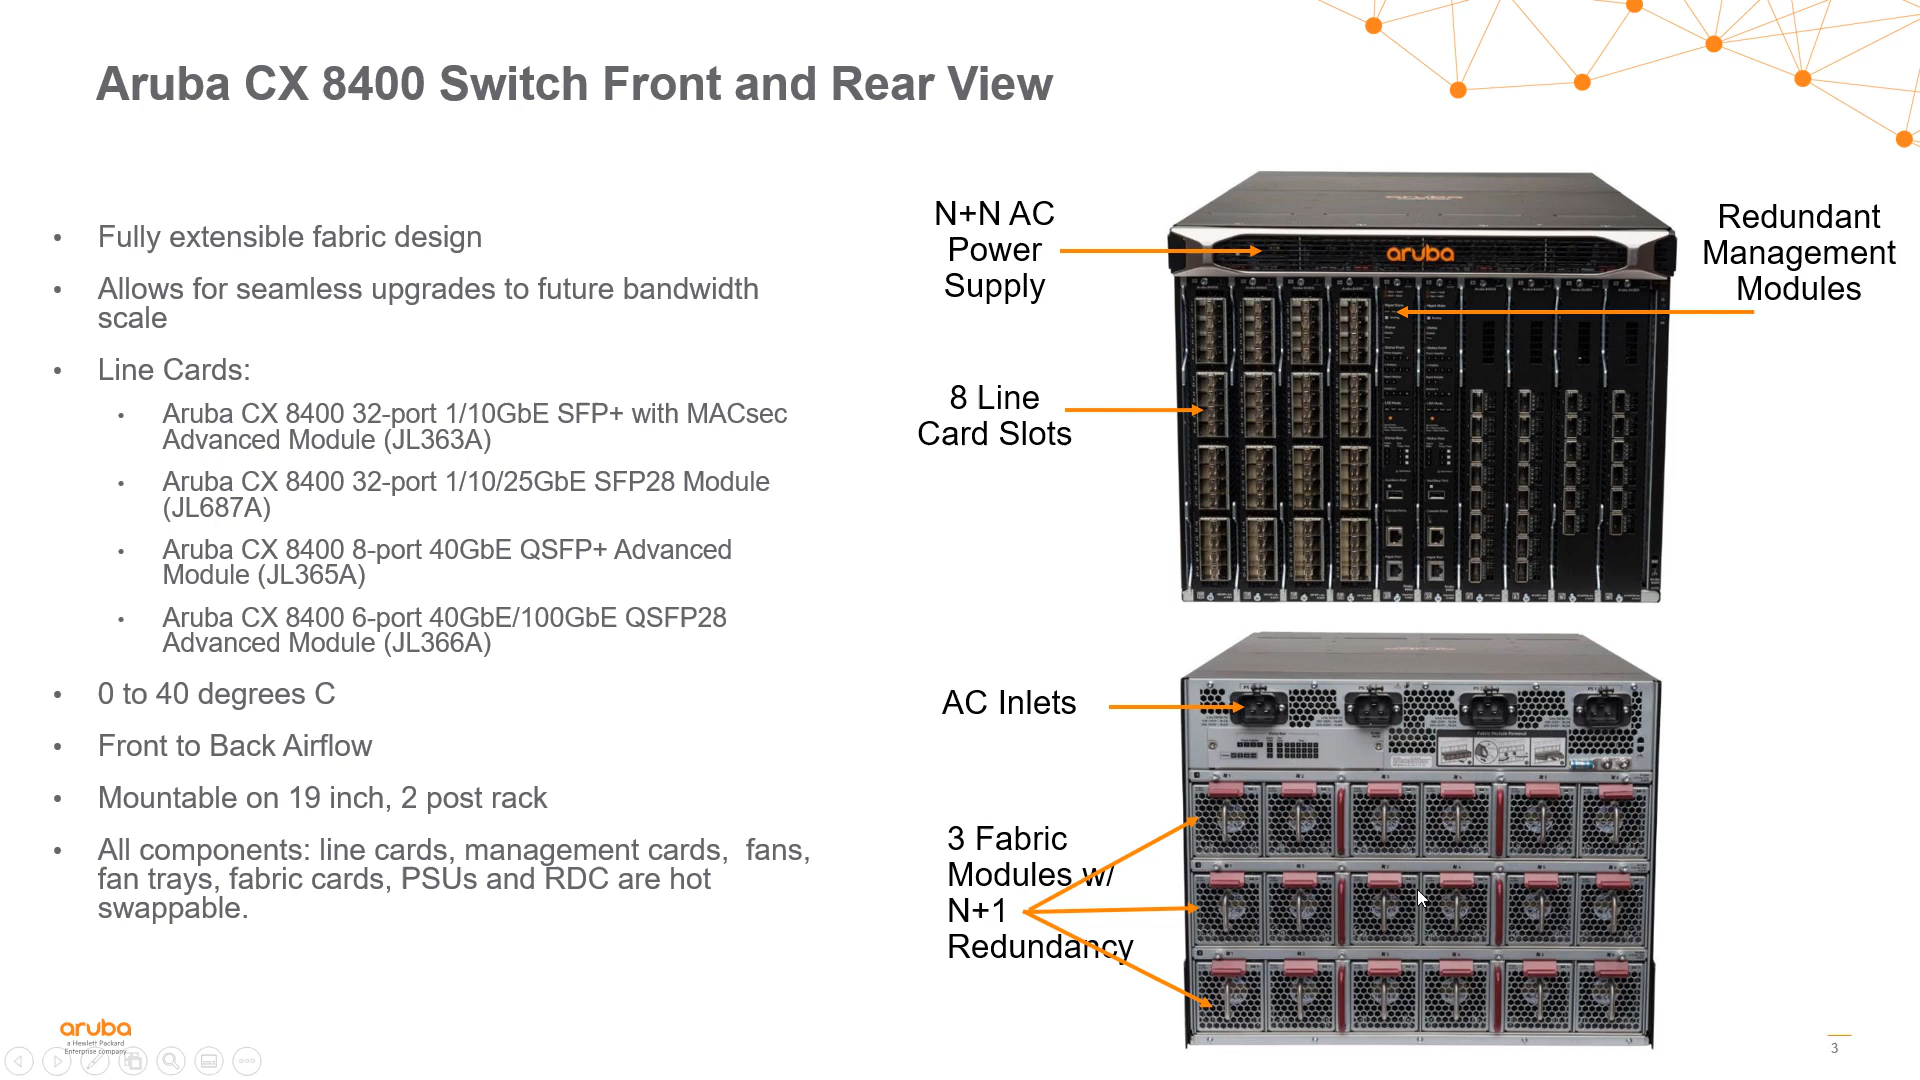 Aruba CX 8400 Switch Front and Rear View
• Fully extensible fabric design
• Allows for seamless upgrades to future bandwidth
scale
• Line Cards:
• Aruba CX 8400 32-port 1/10GbE SFP+ with MACsec
Advanced Module (JL363A)
• Aruba CX 8400 32-port 1/10/25GbE SFP28 Module
(JL687A)
• Aruba CX 8400 8-port 40GbE QSFP+ Advanced
Module (JL365A)
• Aruba CX 8400 6-port 40GbE/100GbE QSFP28
Advanced Module (JL366A)
• 0 to 40 degrees C
• Front to Back Airflow
• Mountable on 19 inch, 2 post rack
• All components: line cards, management cards,  fans,
fan trays, fabric cards, PSUs and RDC are hot
swappable.
N+N AC
Power
Supply
Redundant
Management
Modules
aruba
8 Line
Card Slots
AC Inlets
Fabric Module Removal
3 Fabric
Modules w/
N+1
Redundancy
aruba
a Hewlett Packard
Enterprise company
3